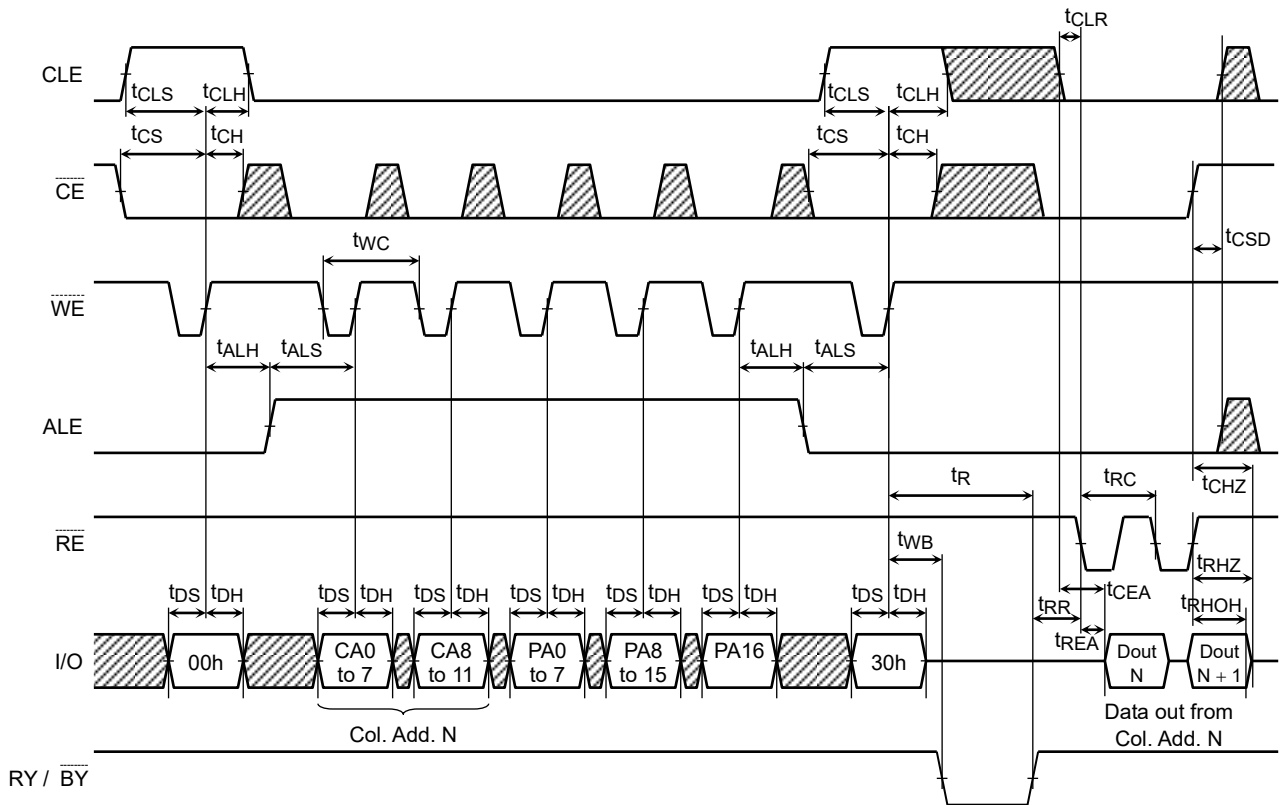 tCLR
CLE
tCLS tCLH tCLS tCLH
tCS tCH tCS tCH
CE
tCSD
tWC
WE
tALH tALS tALH tALS
ALE
tR tRC tCHZ
RE
tWB tRHZ
tDS tDH tDS tDH tDS tDH tDS tDH tDS tDH tDS tDH tDS tDH tCEA
tRR tRHOH
tREA
I/O 00h CA0 to 7 CA8 to 11 PA0 to 7 PA8 to 15 PA16 30h Dout N Dout N + 1
Col. Add. N
Data out from
Col. Add. N
RY / BY